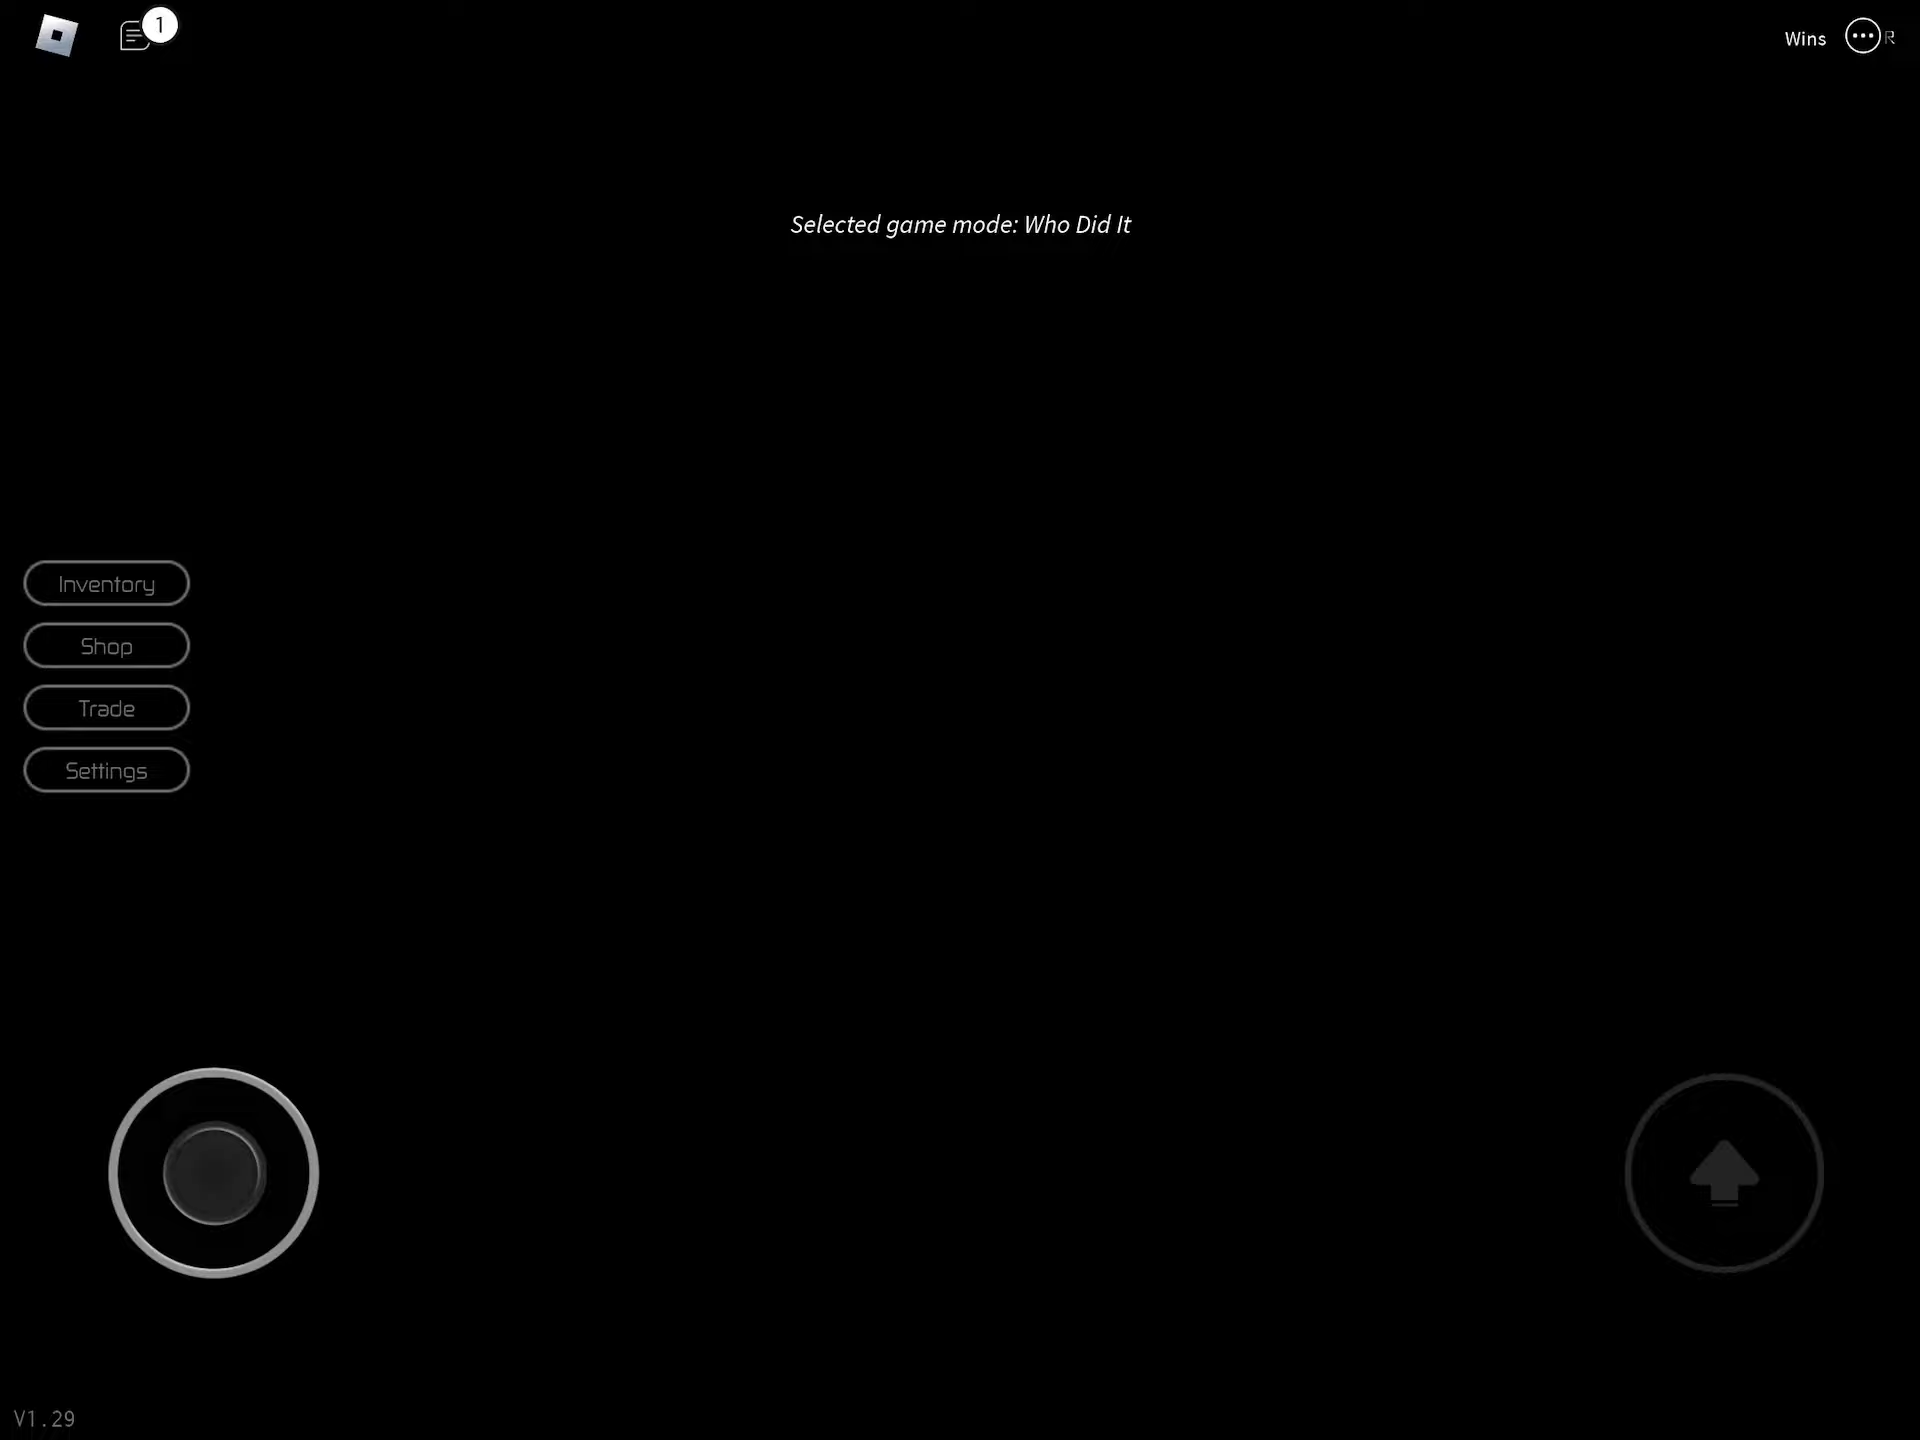 1
Wins
R
Selected game mode: Who Did It
Inventory
Shop
Trade
Settings
V1.29